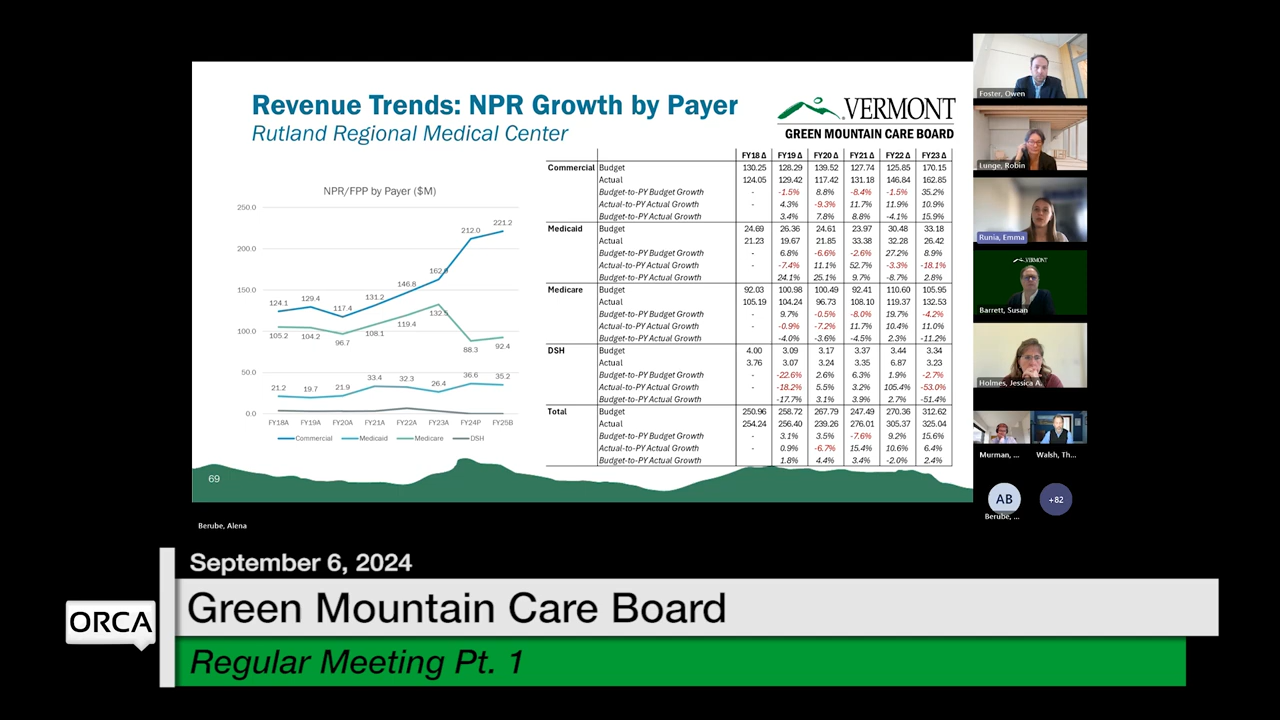 Revenue Trends: NPR Growth by Payer
Rutland Regional Medical Center
VERMONT
GREEN MOUNTAIN CARE BOARD
NPR/FPP by Payer ($M)
250.0
200.0
150.0
100.0
50.0
0.0
124.1 129.4 117.4 131.2 146.8 162.9 212.0 221.2
105.2 104.2 96.7 108.1 119.4 132.5 88.3 92.4
21.2 19.7 21.9 33.4 32.3 26.4 36.6 35.2
FY18A FY19A FY20A FY21A FY22A FY23A FY24P FY25B
Commercial Medicaid Medicare DSH
FY18 Δ FY19 Δ FY20 Δ FY21 Δ FY22 Δ FY23 Δ
Commercial Budget 130.25 128.29 139.52 127.74 125.85 170.15
Actual 124.05 129.42 117.42 131.18 146.84 162.85
Budget-to-PY Budget Growth - -1.5% 8.8% -8.4% -1.5% 35.2%
Actual-to-PY Actual Growth - 4.3% -9.3% 11.7% 11.9% 10.9%
Budget-to-PY Actual Growth 3.4% 7.8% 8.8% -4.1% 15.9%
Medicaid Budget 24.69 26.36 24.61 23.97 30.48 33.18
Actual 21.23 19.67 21.85 33.38 32.28 26.42
Budget-to-PY Budget Growth - 6.8% -6.6% -2.6% 27.2% 8.9%
Actual-to-PY Actual Growth - -7.4% 11.1% 52.7% -3.3% -18.1%
Budget-to-PY Actual Growth 24.1% 25.1% 9.7% -8.7% 2.8%
Medicare Budget 92.03 100.98 100.49 92.41 110.60 105.95
Actual 105.19 104.24 96.73 108.10 119.37 132.53
Budget-to-PY Budget Growth - 9.7% -0.5% -8.0% 19.7% -4.2%
Actual-to-PY Actual Growth - -0.9% -7.2% 11.7% 10.4% 11.0%
Budget-to-PY Actual Growth -4.0% -3.6% -4.5% 2.3% -11.2%
DSH Budget 4.00 3.09 3.17 3.37 3.44 3.34
Actual 3.76 3.07 3.24 3.35 6.87 3.23
Budget-to-PY Budget Growth - -22.6% 2.6% 6.3% 1.9% -2.7%
Actual-to-PY Actual Growth - -18.2% 5.5% 3.2% 105.4% -53.0%
Budget-to-PY Actual Growth -17.7% 3.1% 3.9% 2.7% -51.4%
Total Budget 250.96 258.72 267.79 247.49 270.36 312.62
Actual 254.24 256.40 239.26 276.01 305.37 325.04
Budget-to-PY Budget Growth - 3.1% 3.5% -7.6% 9.2% 15.6%
Actual-to-PY Actual Growth - 0.9% -6.7% 15.4% 10.6% 6.4%
Budget-to-PY Actual Growth 1.8% 4.4% 3.4% -2.0% 2.4%
69
Foster, Owen
Lunge, Robin
Runia, Emma
VERMONT
Barrett, Susan
Holmes, Jessica A.
Murman, ... Walsh, Th...
AB +82
Berube, ...
Berube, Alena
September 6, 2024
ORCA
Green Mountain Care Board
Regular Meeting Pt. 1